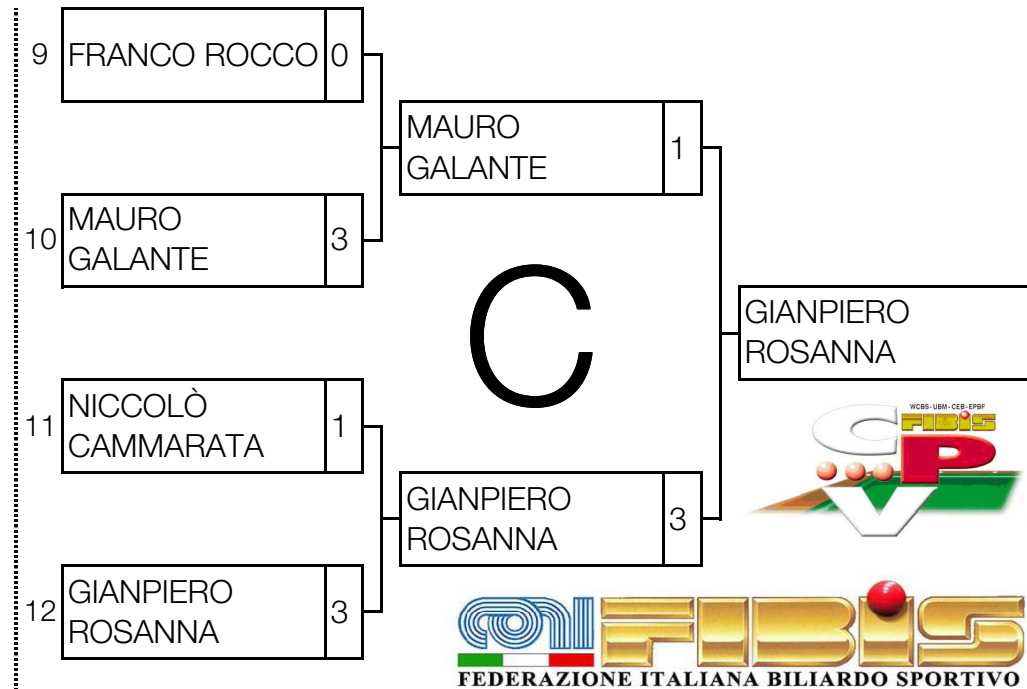 9
FRANCO ROCCO
0
MAURO
GALANTE
1
10
MAURO
GALANTE
3
C
GIANPIERO
ROSANNA
11
NICCOLÒ
CAMMARATA
1
WCBS-UBM-CEB-EPBF
FIBiS
C
P
V
GIANPIERO
ROSANNA
3
12
GIANPIERO
ROSANNA
3
CONI
FIBiS
FEDERAZIONE ITALIANA BILIARDO SPORTIVO